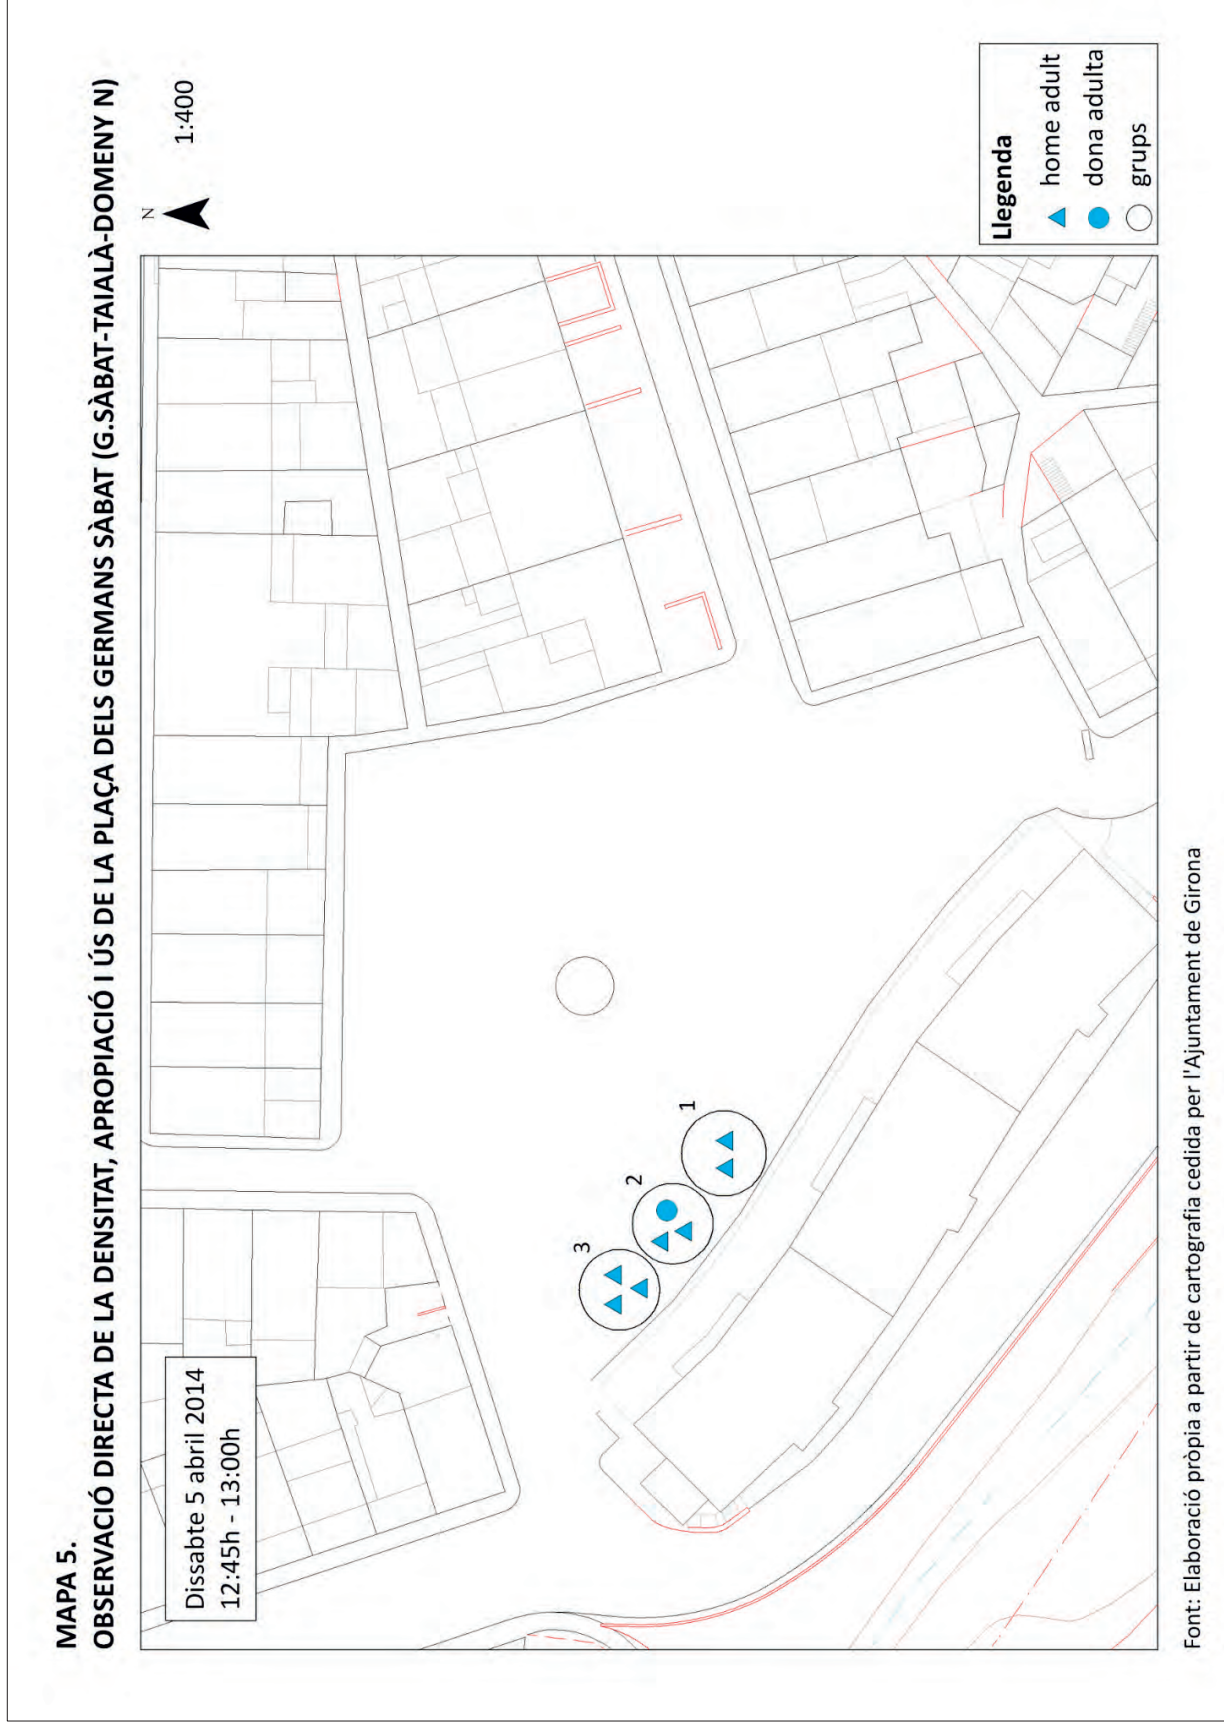 MAPA 5.
OBSERVACIÓ DIRECTA DE LA DENSITAT, APROPIACIÓ I ÚS DE LA PLAÇA DELS GERMANS SÀBAT (G.SÀBAT-TAIALÀ-DOMENY N)
N
1:400
Dissabte 5 abril 2014
12:45h - 13:00h
3
2
1
Llegenda
home adult
dona adulta
grups
Font: Elaboració pròpia a partir de cartografia cedida per l'Ajuntament de Girona